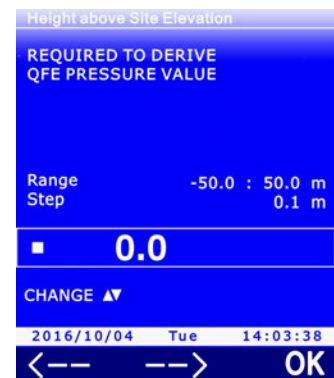 Height above Site Elevation
REQUIRED TO DERIVE
QFE PRESSURE VALUE
Range -50.0 : 50.0 m
Step 0.1 m
0.0
CHANGE ▲▼
2016/10/04 Tue 14:03:38
<-- --> OK